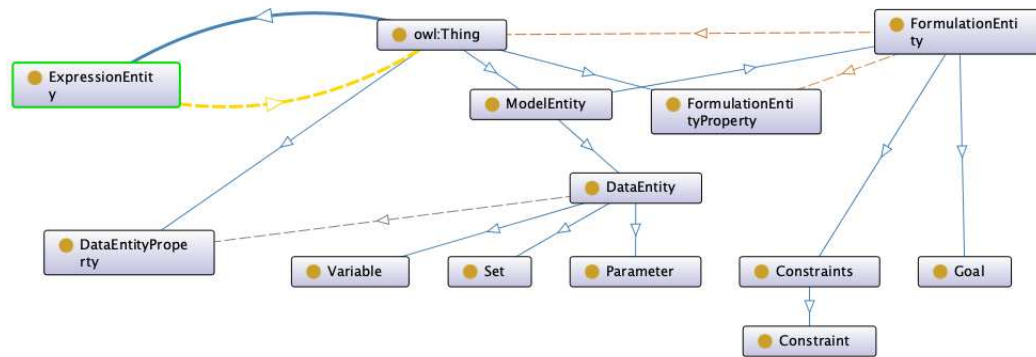 owl:Thing
FormulationEnti
ty
ExpressionEntit
y
ModelEntity
FormulationEnti
tyProperty
DataEntity
DataEntityPrope
rty
Variable
Set
Parameter
Constraints
Goal
Constraint